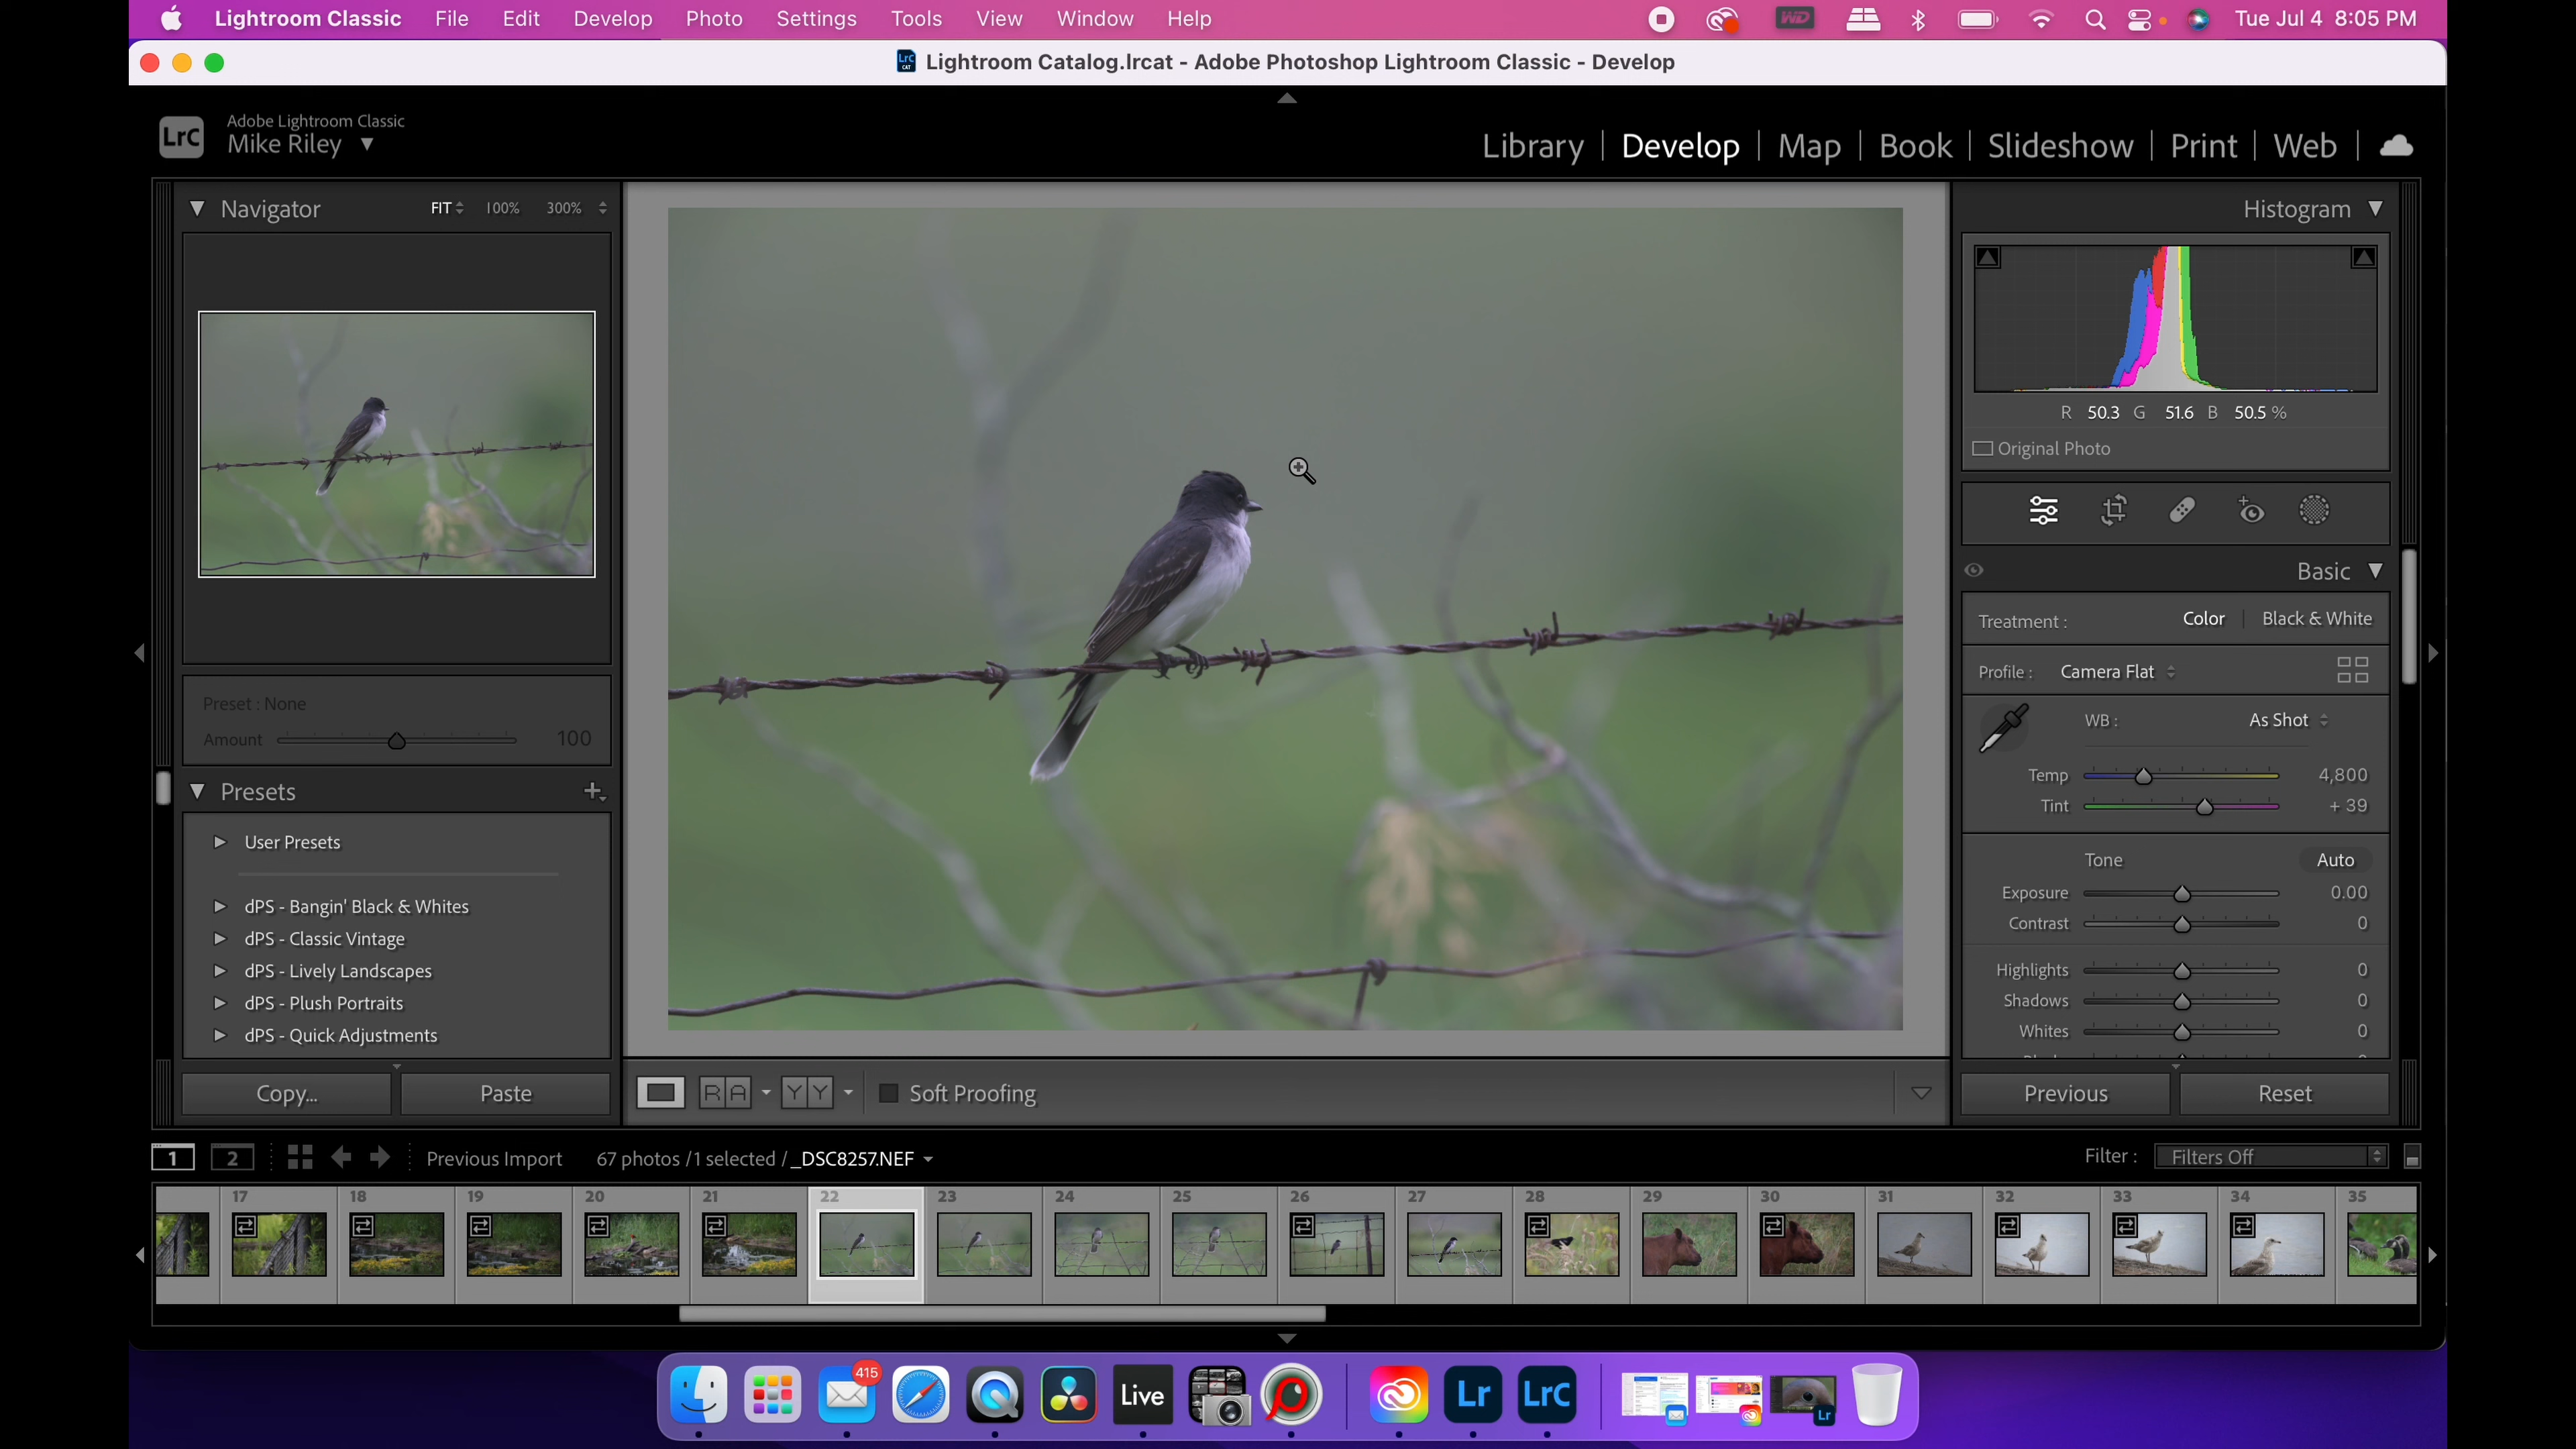 Lightroom Classic File Edit Develop Photo Settings Tools View Window Help WD Tue Jul 4 8:05 PM
Lightroom Catalog.lrcat - Adobe Photoshop Lightroom Classic - Develop
LrC Adobe Lightroom Classic
Mike Riley
Library Develop Map Book Slideshow Print Web
Navigator FIT 100% 300%
Histogram
R 50.3 G 51.6 B 50.5 %
Original Photo
Basic
Treatment : Color Black & White
Profile : Camera Flat
WB : As Shot
Temp 4,800
Tint + 39
Tone Auto
Exposure 0.00
Contrast 0
Highlights 0
Shadows 0
Whites 0
Preset : None
Amount 100
Presets
User Presets
dPS - Bangin' Black & Whites
dPS - Classic Vintage
dPS - Lively Landscapes
dPS - Plush Portraits
dPS - Quick Adjustments
Copy... Paste R A Y Y Soft Proofing Previous Reset
1 2 Previous Import 67 photos /1 selected /_DSC8257.NEF Filter : Filters Off
17 18 19 20 21 22 23 24 25 26 27 28 29 30 31 32 33 34 35
415
Live Lr LrC Lr